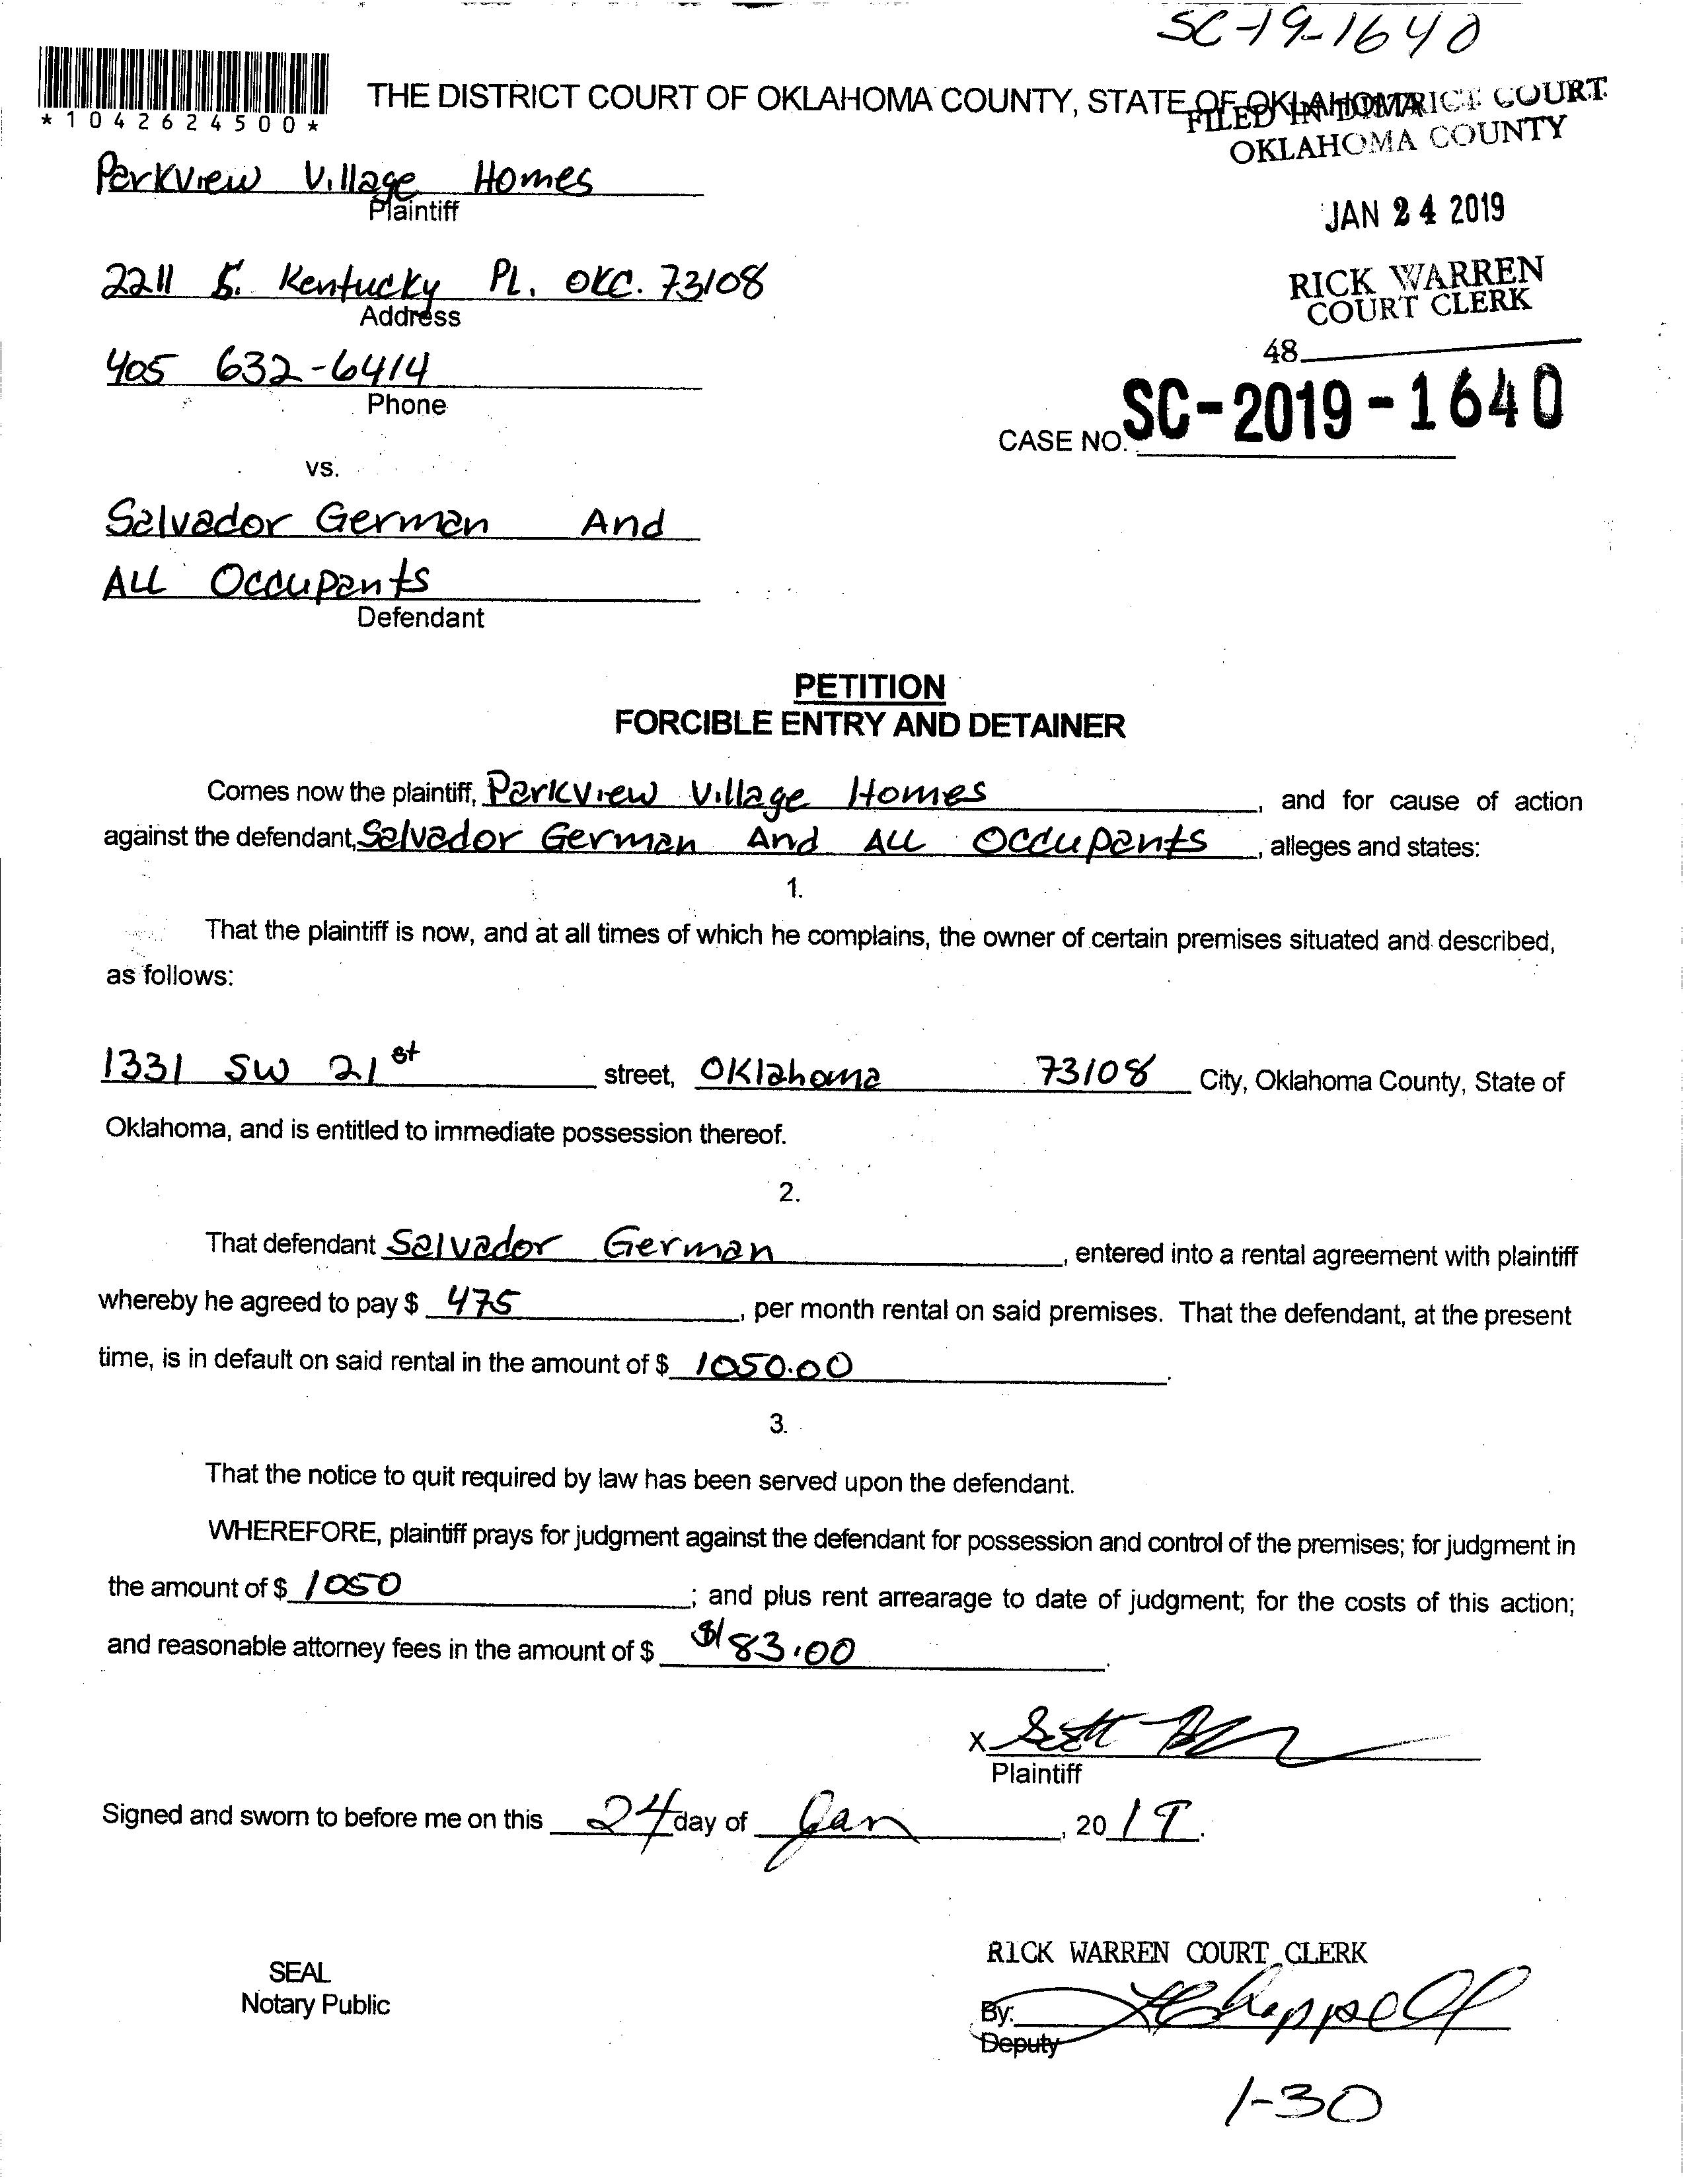 SC-19-1640
*1042624500*
THE DISTRICT COURT OF OKLAHOMA COUNTY, STATE OF OKLAHOMA
FILED IN DISTRICT COURT
OKLAHOMA COUNTY
Parkview Village Homes
Plaintiff
JAN 24 2019
2211 S. Kentucky PL. OKC. 73108
Address
RICK WARREN
COURT CLERK
405 632-6414
Phone
48
CASE NO. SC-2019-1640
vs.
Salvador German And
ALL Occupants
Defendant
PETITION
FORCIBLE ENTRY AND DETAINER
Comes now the plaintiff, Parkview Village Homes, and for cause of action
against the defendant, Salvador German And ALL Occupants, alleges and states:
1.
That the plaintiff is now, and at all times of which he complains, the owner of certain premises situated and described,
as follows:
1331 SW 21st street, Oklahoma 73108 City, Oklahoma County, State of
Oklahoma, and is entitled to immediate possession thereof.
2.
That defendant Salvador German, entered into a rental agreement with plaintiff
whereby he agreed to pay $ 475, per month rental on said premises. That the defendant, at the present
time, is in default on said rental in the amount of $ 1050.00.
3.
That the notice to quit required by law has been served upon the defendant.
WHEREFORE, plaintiff prays for judgment against the defendant for possession and control of the premises; for judgment in
the amount of $ 1050; and plus rent arrearage to date of judgment; for the costs of this action;
and reasonable attorney fees in the amount of $ $183.00.
X Scott
Plaintiff
Signed and sworn to before me on this 24 day of Jan, 2019.
RICK WARREN COURT CLERK
SEAL
Notary Public
By: Chappell
Deputy
1-30